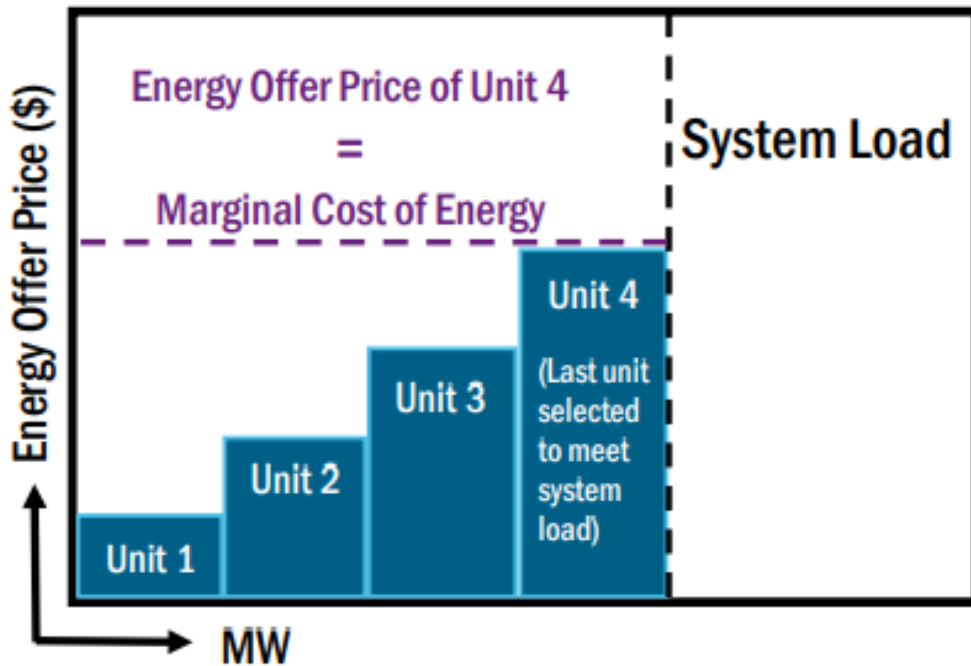 Energy Offer Price of Unit 4
=
Marginal Cost of Energy
System Load
Energy Offer Price ($)
Unit 1
Unit 2
Unit 3
Unit 4
(Last unit
selected
to meet
system
load)
MW